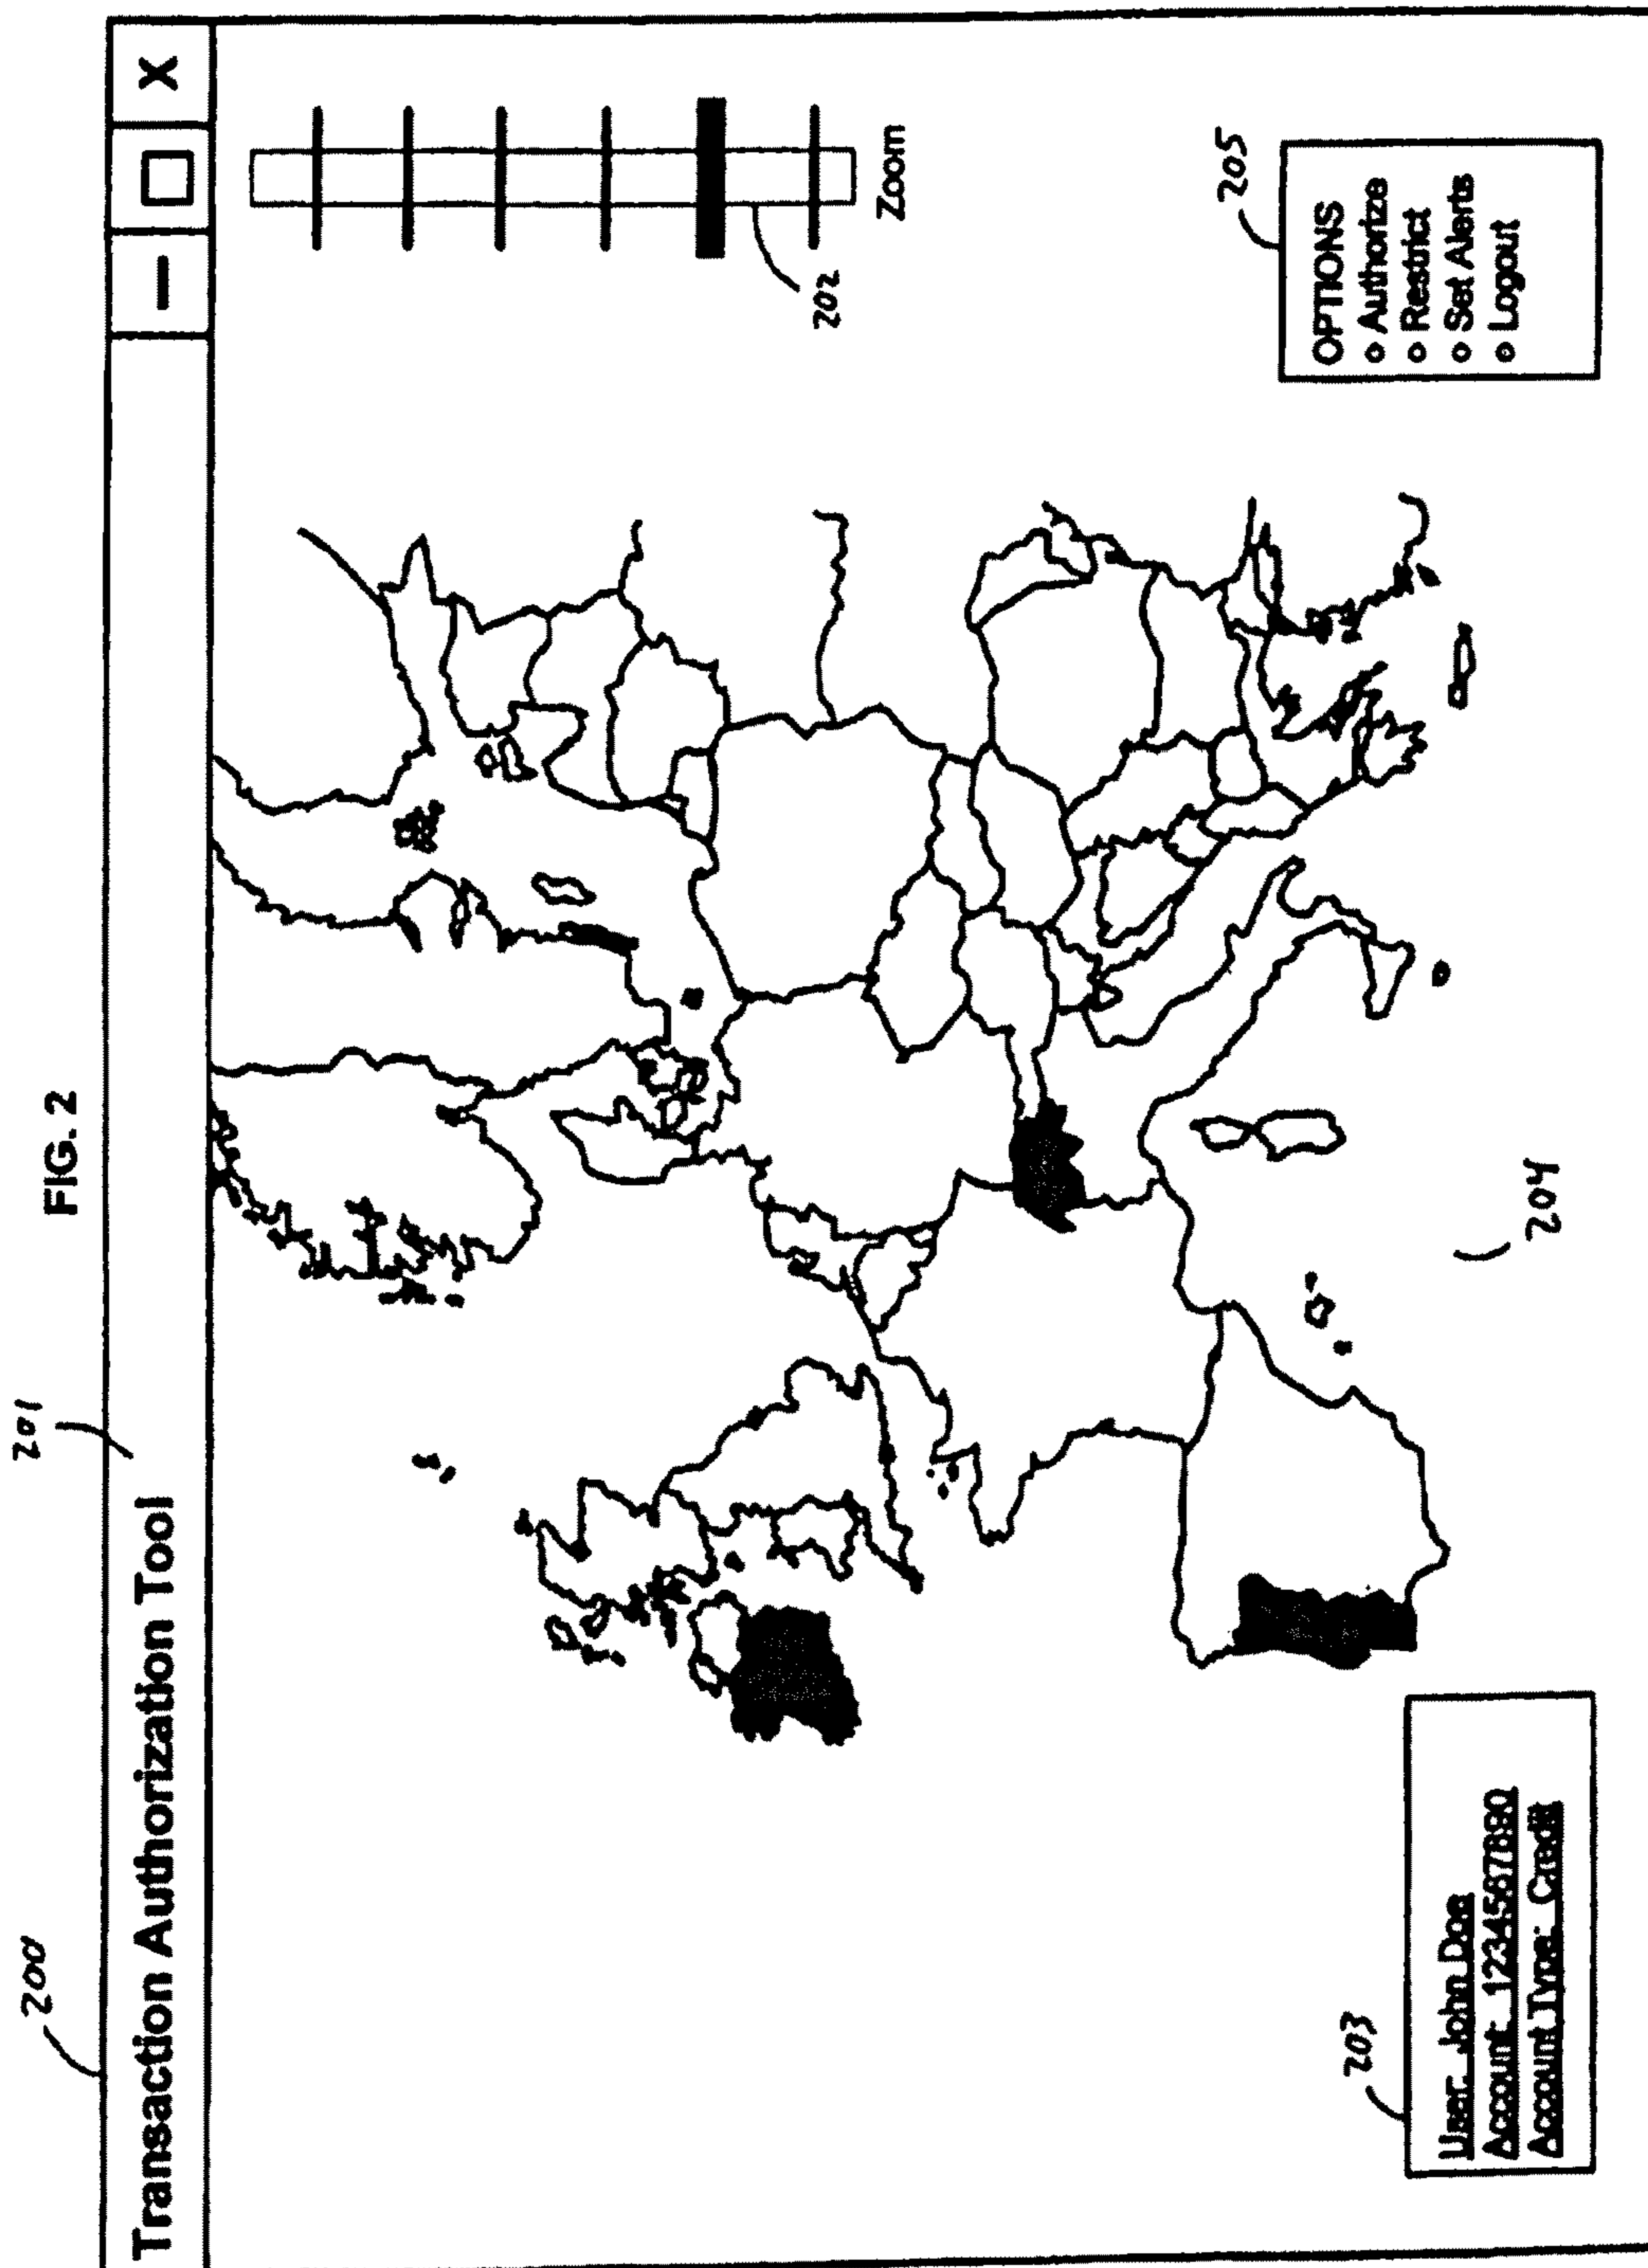 FIG. 2
200
201
Transaction Authorization Tool
X
202
Zoom
203
User: John Doe
Account: 1234567890
Account Type: Credit
204
205
OPTIONS
o Authorize
o Restrict
o Set Alerts
o Logout